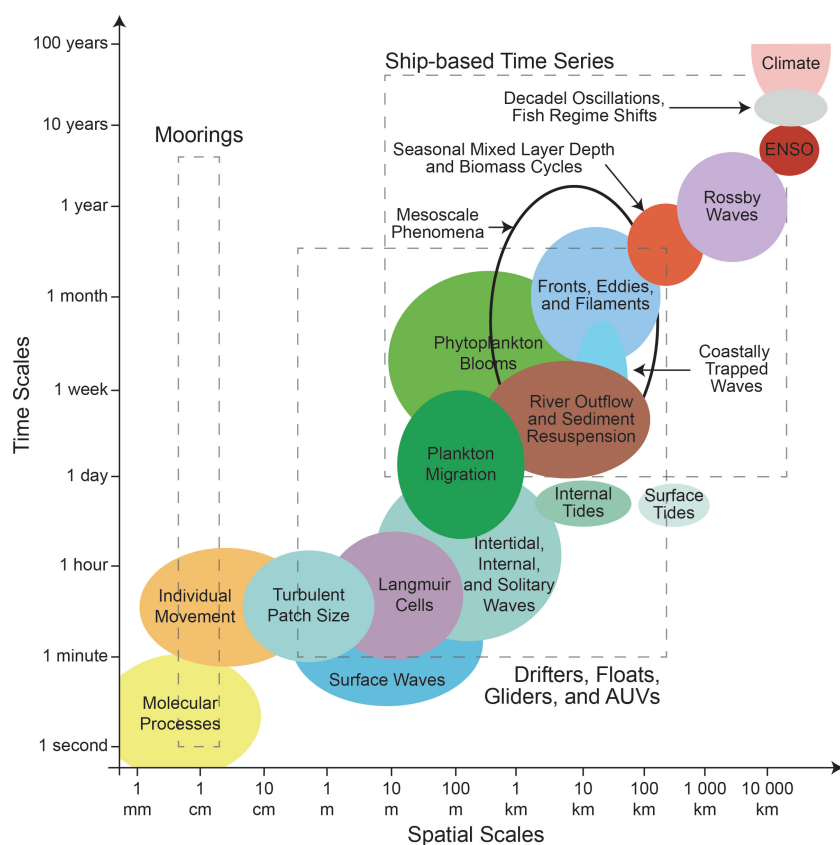 100 years
10 years
1 year
1 month
1 week
1 day
1 hour
1 minute
1 second
Time Scales
Ship-based Time Series
Climate
Decadel Oscillations,
Fish Regime Shifts
Moorings
ENSO
Seasonal Mixed Layer Depth
and Biomass Cycles
Rossby
Waves
Mesoscale
Phenomena
Fronts, Eddies,
and Filaments
Phytoplankton
Blooms
Coastally
Trapped
Waves
River Outflow
and Sediment
Resuspension
Plankton
Migration
Internal
Tides
Surface
Tides
Intertidal,
Internal,
and Solitary
Waves
Langmuir
Cells
Turbulent
Patch Size
Individual
Movement
Surface Waves
Drifters, Floats,
Gliders, and AUVs
Molecular
Processes
1 mm
1 cm
10 cm
1 m
10 m
100 m
1 km
10 km
100 km
1 000 km
10 000 km
Spatial Scales